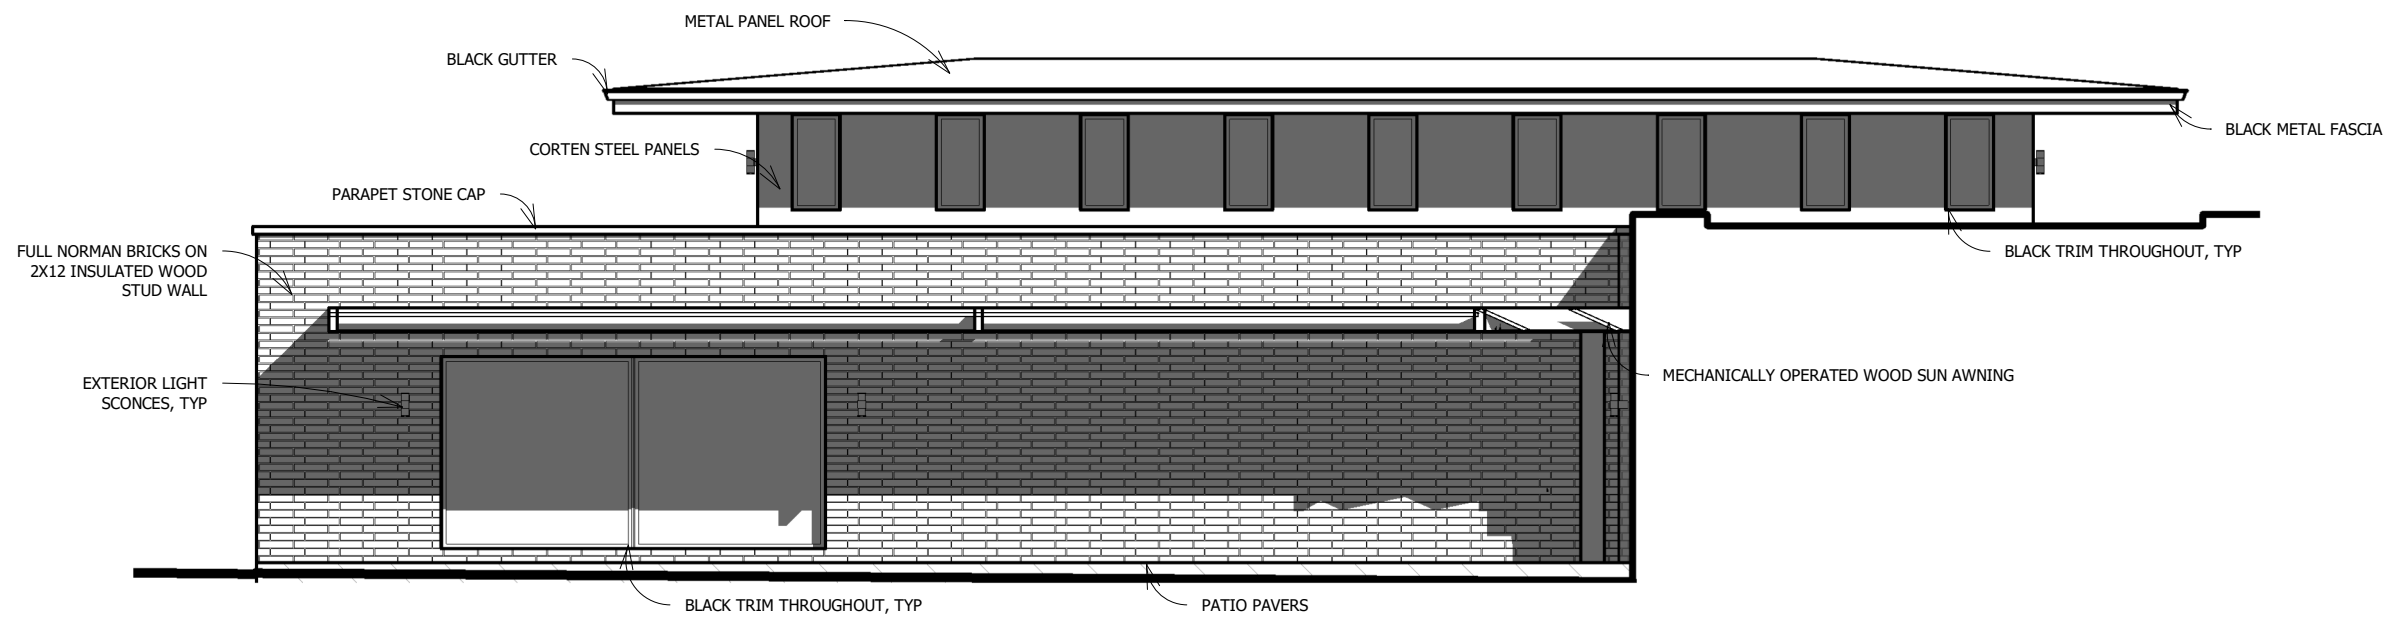 METAL PANEL ROOF
BLACK GUTTER
BLACK METAL FASCIA
CORTEN STEEL PANELS
PARAPET STONE CAP
FULL NORMAN BRICKS ON
2X12 INSULATED WOOD
STUD WALL
BLACK TRIM THROUGHOUT, TYP
EXTERIOR LIGHT
SCONCES, TYP
MECHANICALLY OPERATED WOOD SUN AWNING
BLACK TRIM THROUGHOUT, TYP
PATIO PAVERS